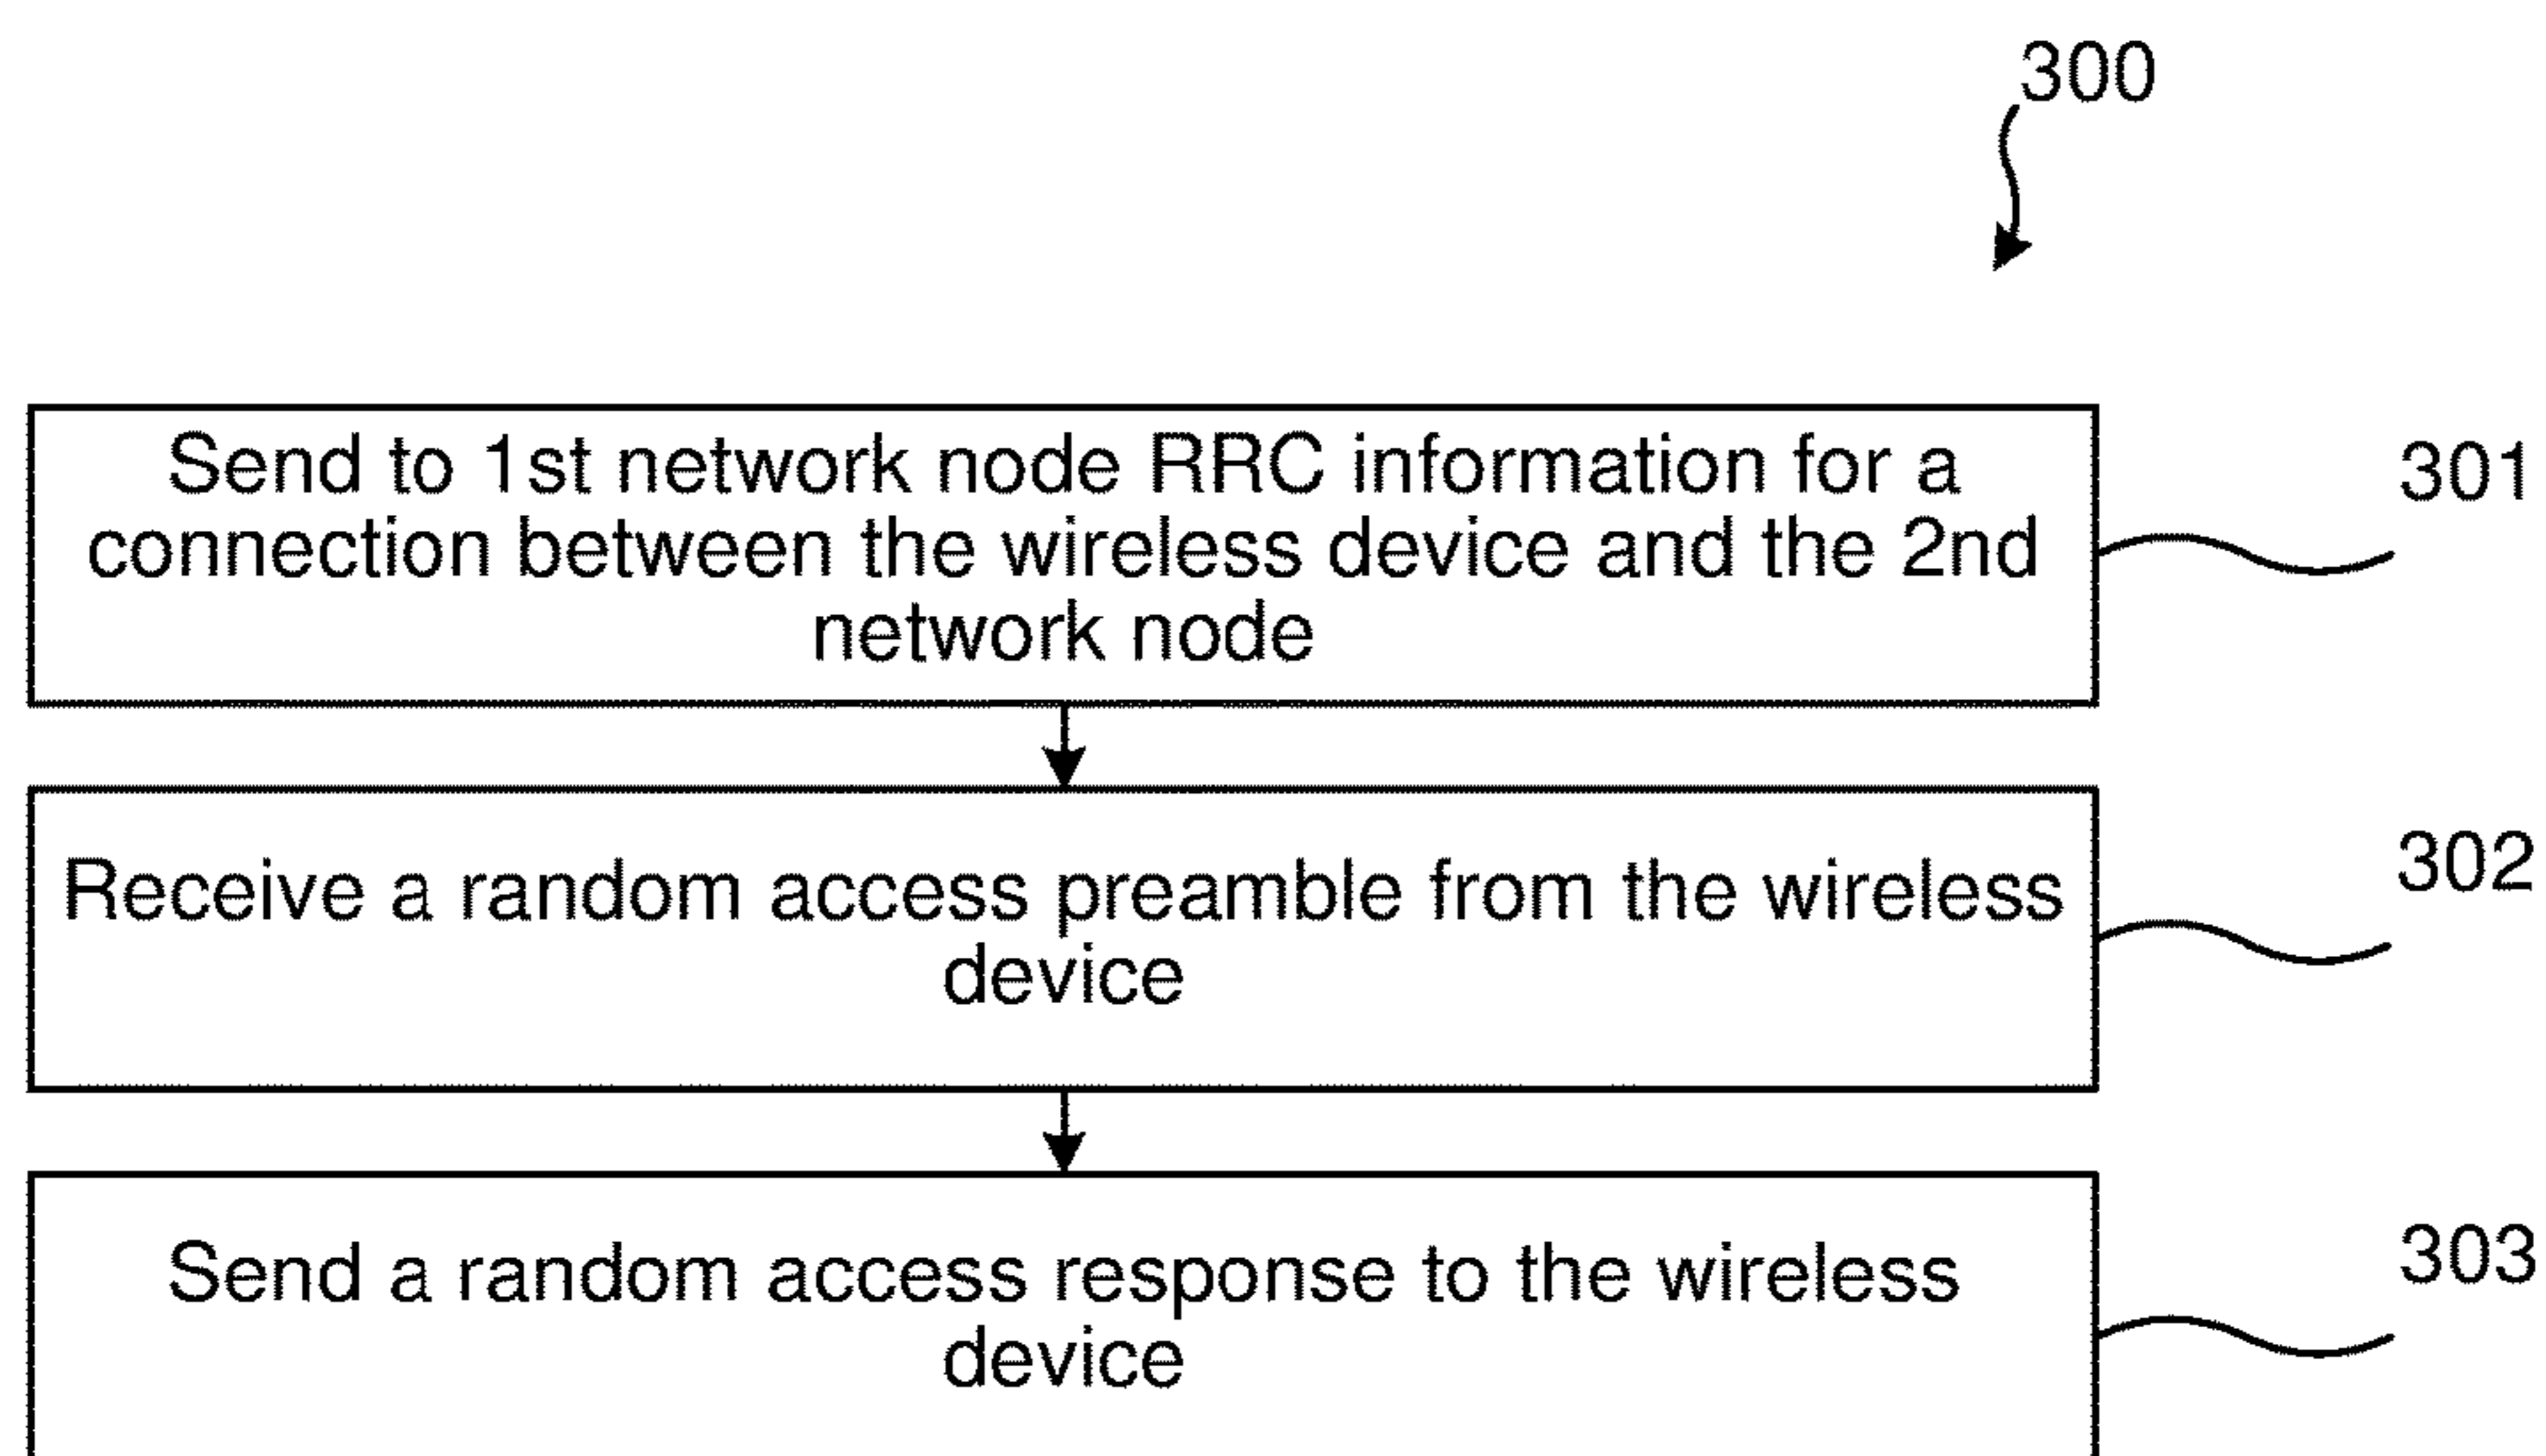 300
Send to 1st network node RRC information for a
connection between the wireless device and the 2nd
network node
301
Receive a random access preamble from the wireless
device
302
Send a random access response to the wireless
device
303